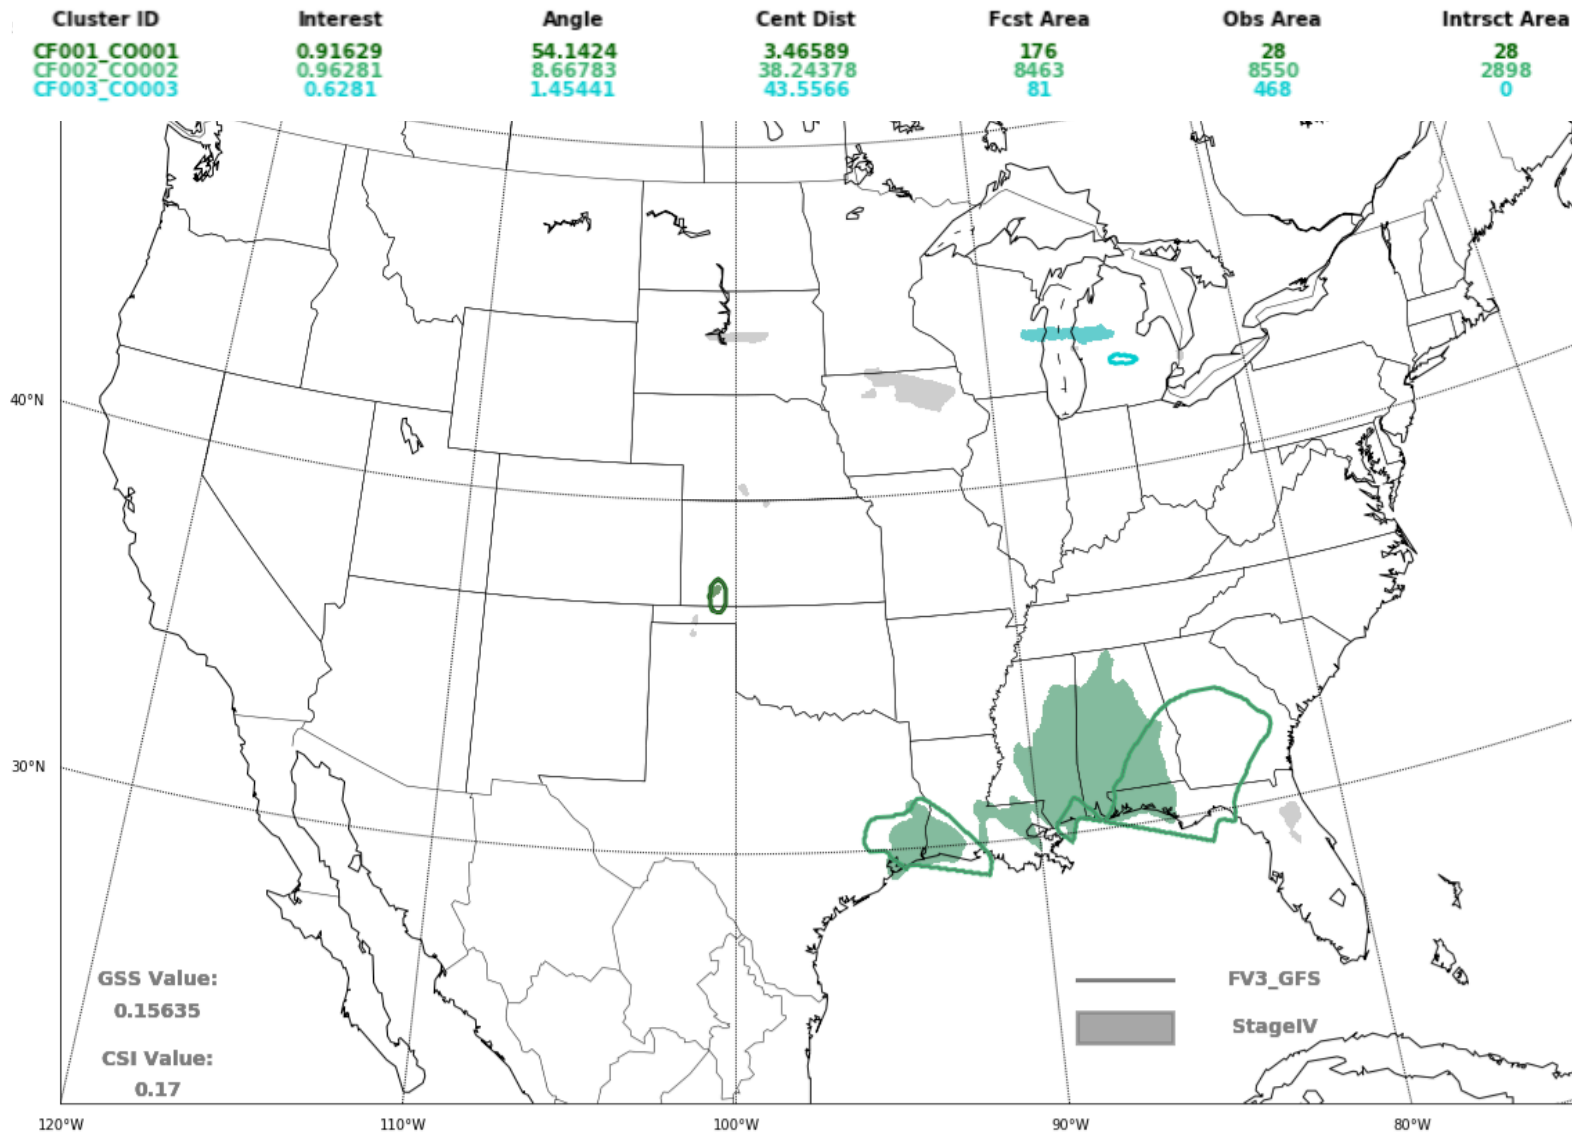 Cluster ID Interest Angle Cent Dist Fcst Area Obs Area Intrsct Area
CF001_CO001 0.91629 54.1424 3.46589 176 28 28
CF002_CO002 0.96281 8.66783 38.24378 8463 8550 2898
CF003_CO003 0.6281 1.45441 43.5566 81 468 0
40°N
30°N
GSS Value:
0.15635
CSI Value:
0.17
FV3_GFS
StageIV
120°W 110°W 100°W 90°W 80°W